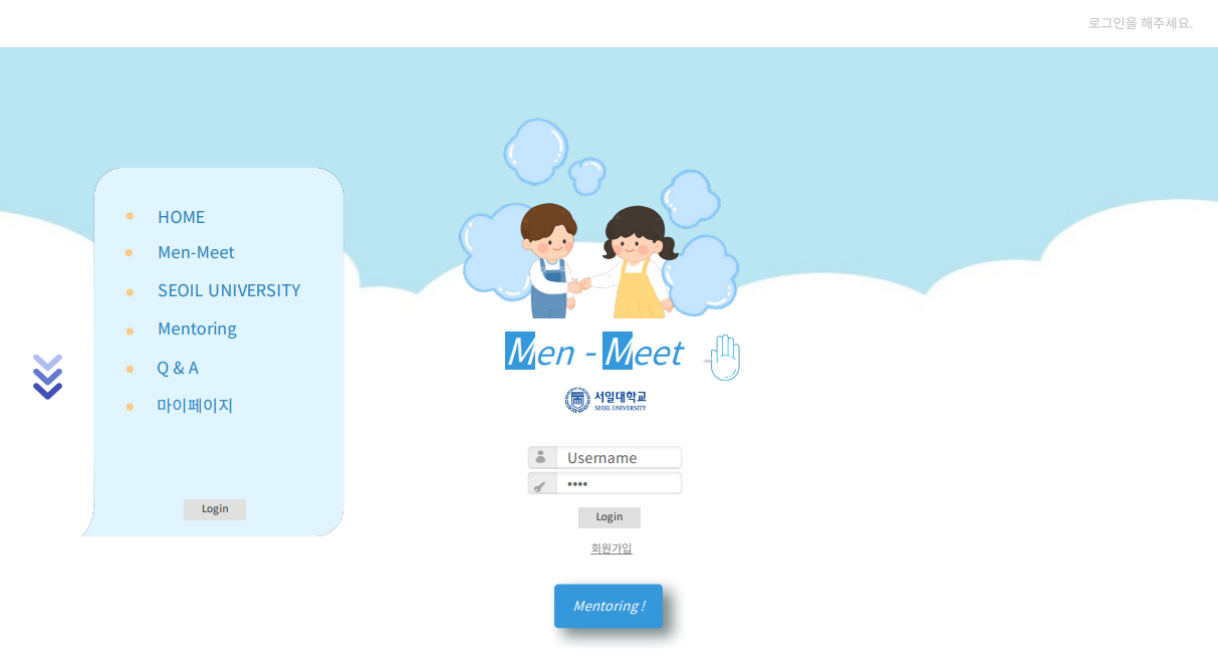 로그인을 해주세요.
HOME
Men-Meet
SEOIL UNIVERSITY
Mentoring
Q & A
마이페이지
Login
Men - Meet
서일대학교
SEOIL UNIVERSITY
Username
••••
Login
회원가입
Mentoring !